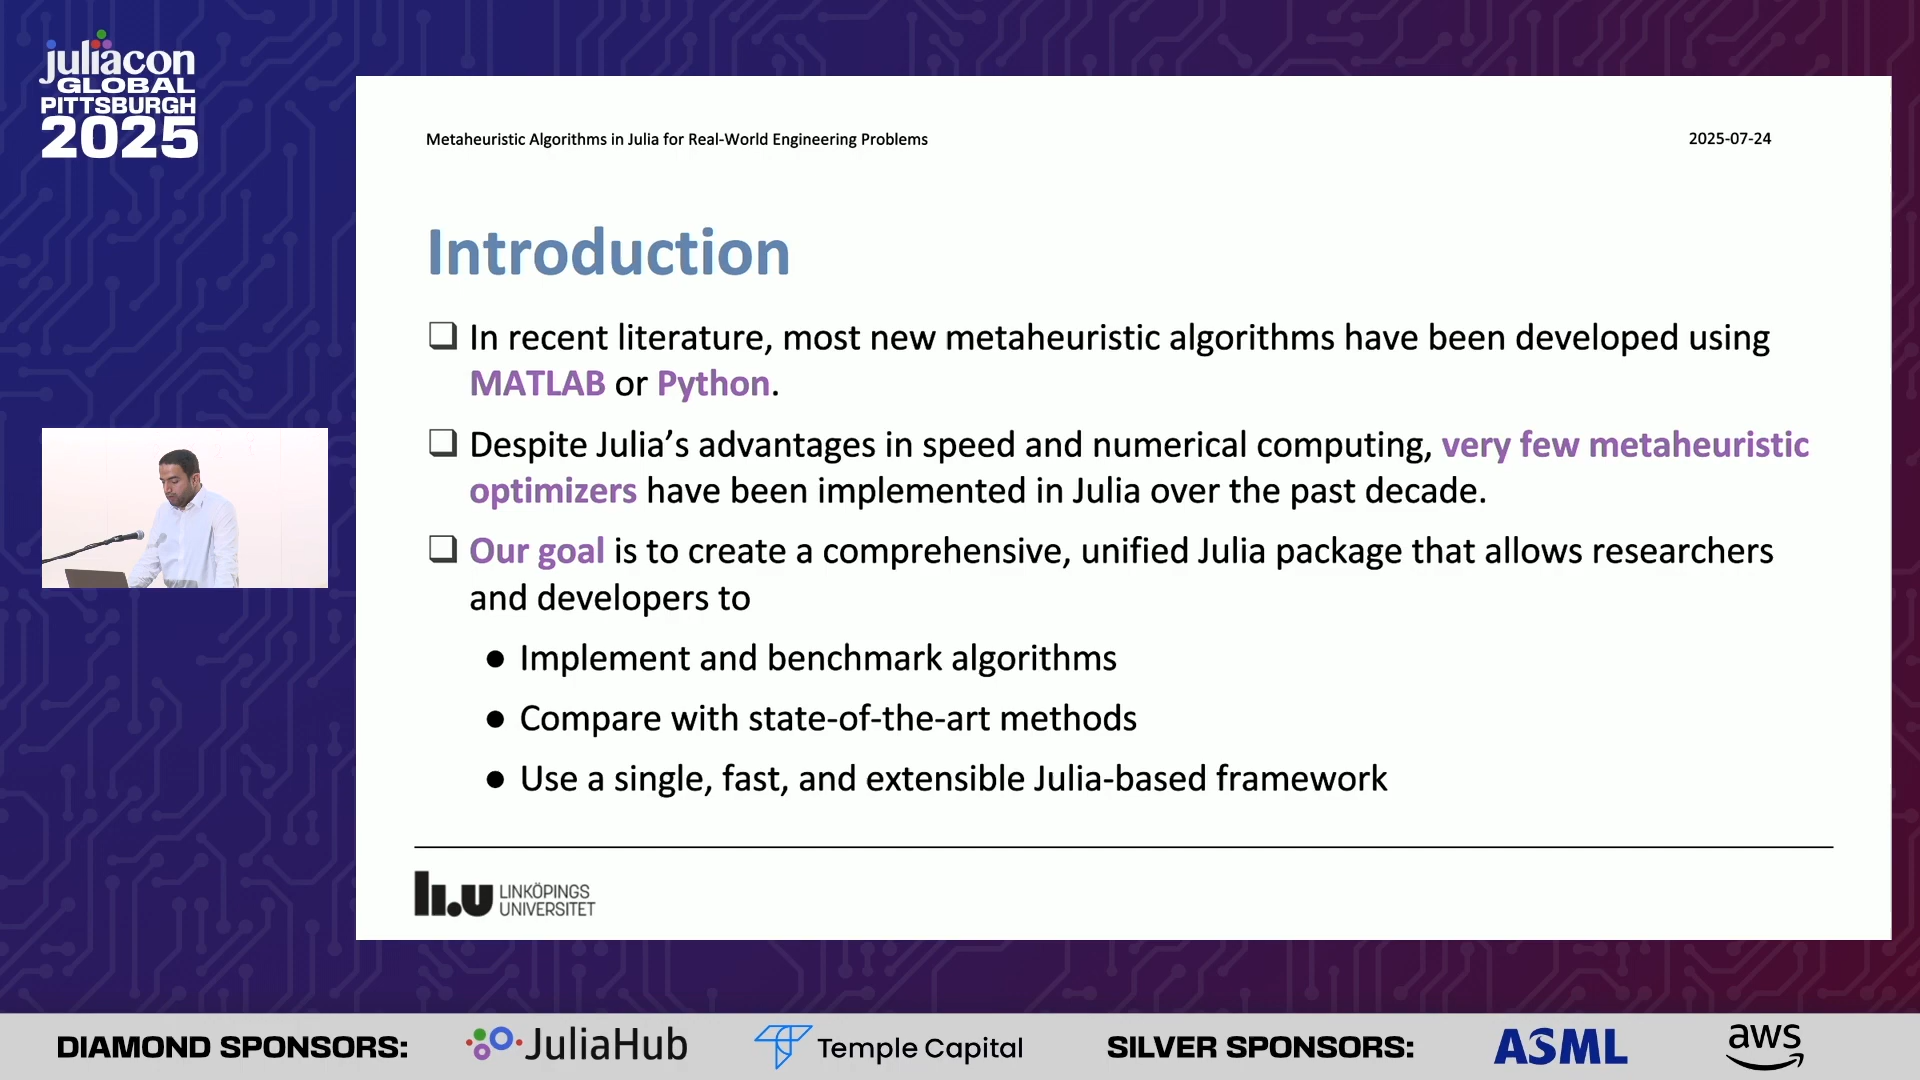 juliacon
GLOBAL
PITTSBURGH
2025
Metaheuristic Algorithms in Julia for Real-World Engineering Problems
2025-07-24
Introduction
In recent literature, most new metaheuristic algorithms have been developed using
MATLAB or Python.
Despite Julia’s advantages in speed and numerical computing, very few metaheuristic
optimizers have been implemented in Julia over the past decade.
Our goal is to create a comprehensive, unified Julia package that allows researchers
and developers to
● Implement and benchmark algorithms
● Compare with state-of-the-art methods
● Use a single, fast, and extensible Julia-based framework
li.u LINKÖPINGS
UNIVERSITET
DIAMOND SPONSORS: JuliaHub Temple Capital SILVER SPONSORS: ASML aws